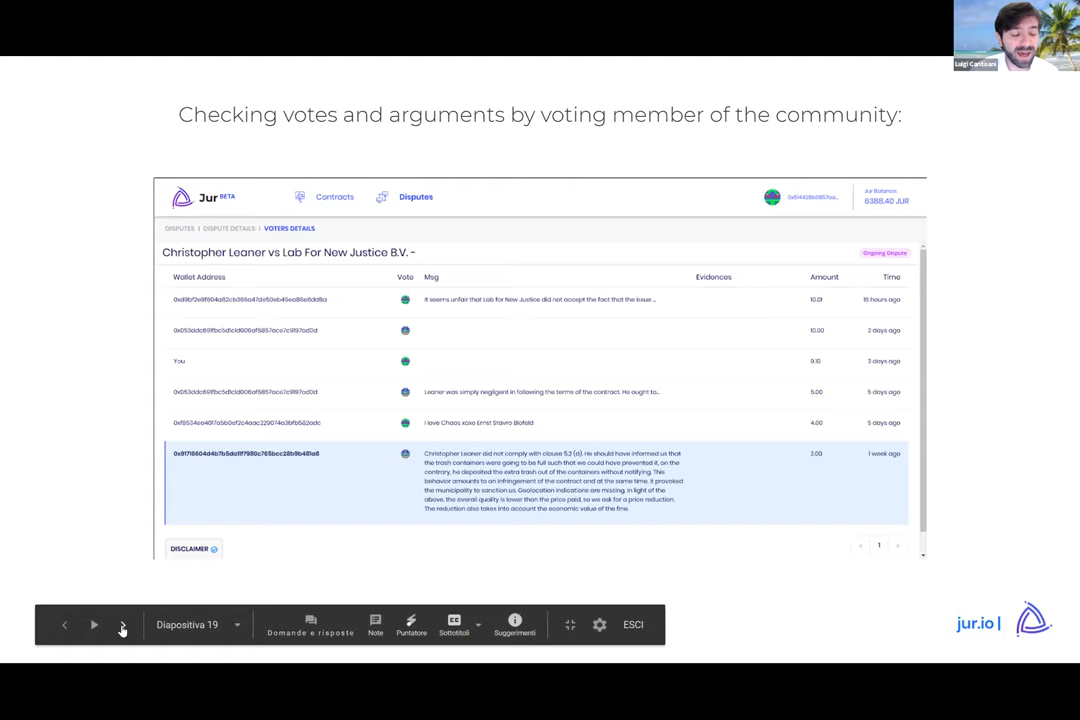 Luigi Cantisani
Checking votes and arguments by voting member of the community:
Jur BETA
Contracts
Disputes
Jur Balance:
6388.40 JUR
DISPUTES | DISPUTE DETAILS | VOTERS DETAILS
Christopher Leaner vs Lab For New Justice B.V. -
Ongoing Dispute
Wallet Address Vote Msg Evidences Amount Time
It seems unfair that Lab for New Justice did not accept the fact that the issue ... 10.01 16 hours ago
10.00 2 days ago
You 9.10 3 days ago
Leaner was simply negligent in following the terms of the contract. He ought to... 5.00 5 days ago
I love Chaos xoxo Ernst Stavro Blofeld 4.00 5 days ago
Christopher Leaner did not comply with clause 5.2 (d). He should have informed us that 2.00 1 week ago
the trash containers were going to be full such that we could have prevented it, on the
contrary, he deposited the extra trash out of the containers without notifying. This
behavior amounts to an infringement of the contract and at the same time, it provoked
the municipality to sanction us. Geolocation indications are missing. In light of the
above, the overall quality is lower than the price paid, so we ask for a price reduction.
The reduction also takes into account the economic value of the fine.
DISCLAIMER
« 1 »
Diapositiva 19
Domande e risposte
Note
Puntatore
Sottotitoli
Suggerimenti
ESCI
jur.io |